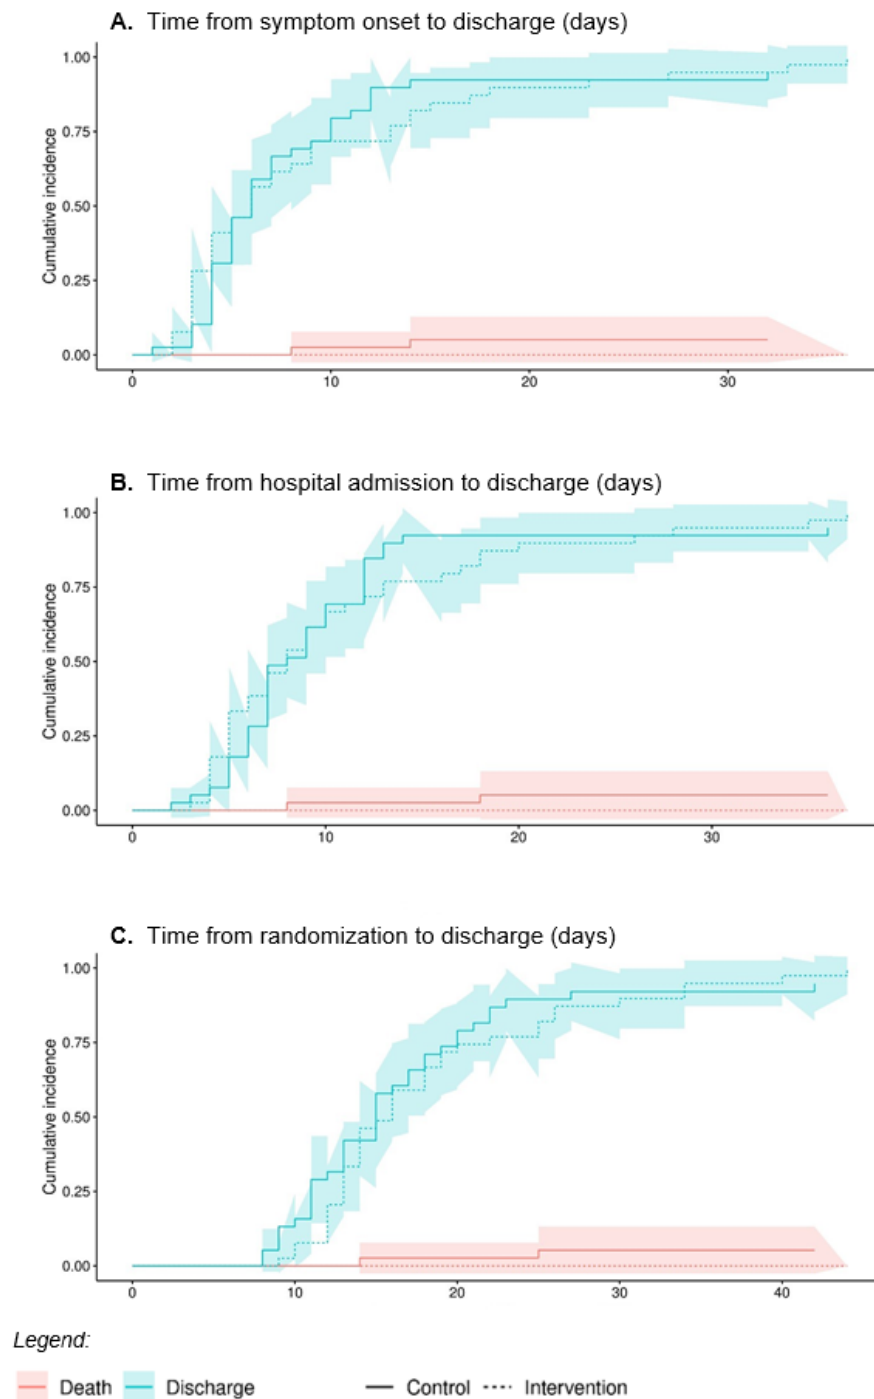 A. Time from symptom onset to discharge (days)
1.00
0.75
0.50
0.25
0.00
Cumulative incidence
0 10 20 30
B. Time from hospital admission to discharge (days)
1.00
0.75
0.50
0.25
0.00
Cumulative incidence
0 10 20 30
C. Time from randomization to discharge (days)
1.00
0.75
0.50
0.25
0.00
Cumulative incidence
0 10 20 30 40
Legend:
Death Discharge Control Intervention